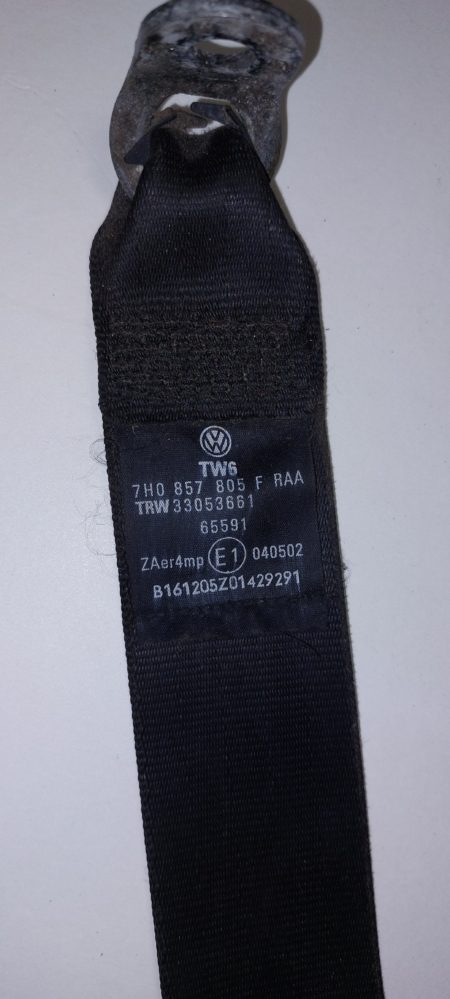 TW6
7H0 857 805 F RAA
TRW 33053661
65591
ZAer4mp E1 040502
B161205Z01429291